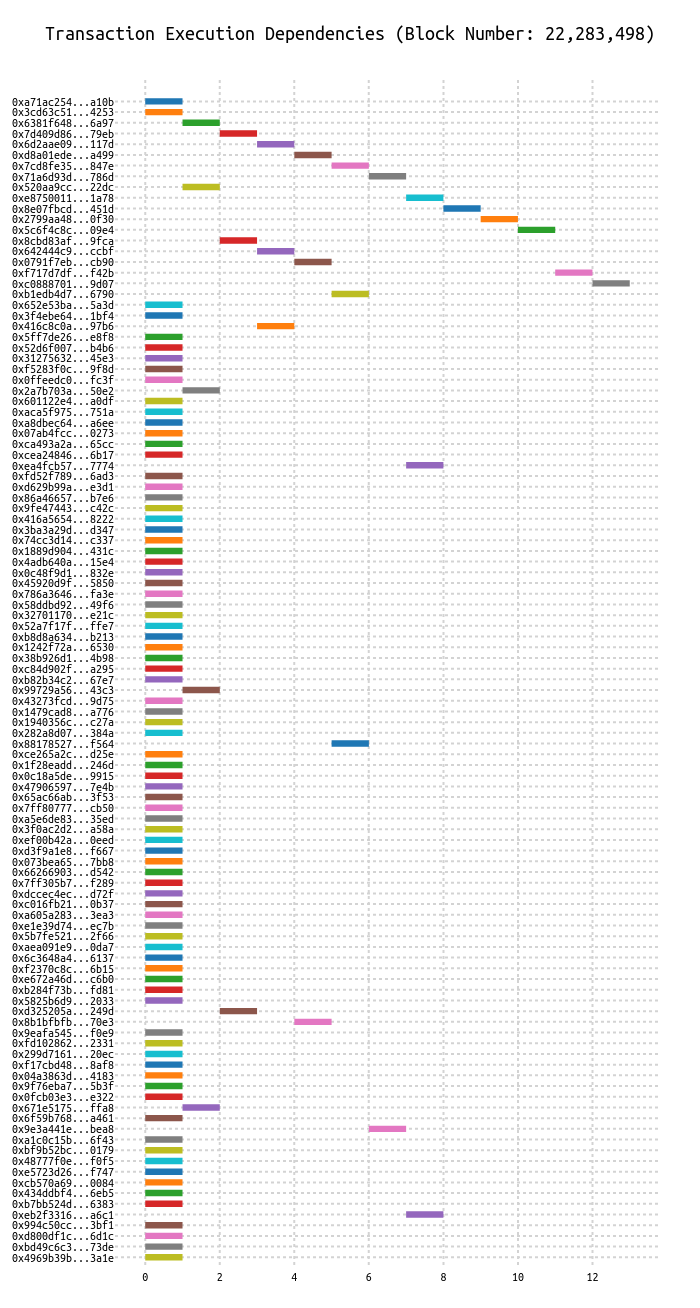 Transaction Execution Dependencies (Block Number: 22,283,498)
0xa71ac254...a10b
0x3cd63c51...4253
0x6381f648...6a97
0x7d409d86...79eb
0x6d2aae09...117d
0xd8a01ede...a499
0x7cd8fe35...847e
0x71a6d93d...786d
0x520aa9cc...22dc
0xe8750011...1a78
0x8e07fbcd...451d
0x2799aa48...0f30
0x5c6f4c8c...09e4
0x8cbd83af...9fca
0x642444c9...ccbf
0x0791f7eb...cb90
0xf717d7df...f42b
0xc0888701...9d07
0xb1edb4d7...6790
0x652e53ba...5a3d
0x3f4ebe64...1bf4
0x416c8c0a...97b6
0x5ff7de26...e8f8
0x52d6f007...b4b6
0x31275632...45e3
0xf5283f0c...9f8d
0x0ffeedc0...fc3f
0x2a7b703a...50e2
0x601122e4...a0df
0xaca5f975...751a
0xa8dbec64...a6ee
0x07ab4fcc...0273
0xca493a2a...65cc
0xcea24846...6b17
0xea4fcb57...7774
0xfd52f789...6ad3
0xd629b99a...e3d1
0x86a46657...b7e6
0x9fe47443...c42c
0x416a5654...8222
0x3ba3a29d...d347
0x74cc3d14...c337
0x1889d904...431c
0x4adb640a...15e4
0x0c48f9d1...832e
0x45920d9f...5850
0x786a3646...fa3e
0x58ddbd92...49f6
0x32701170...e21c
0x52a7f17f...ffe7
0xb8d8a634...b213
0x1242f72a...6530
0x38b926d1...4b98
0xc84d902f...a295
0xb82b34c2...67e7
0x99729a56...43c3
0x43273fcd...9d75
0x1479cad8...a776
0x1940356c...c27a
0x282a8d07...384a
0x88178527...f564
0xce265a2c...d25e
0x1f28eadd...246d
0x0c18a5de...9915
0x47906597...7e4b
0x65ac66ab...3f53
0x7ff80777...cb50
0xa5e6de83...35ed
0x3f0ac2d2...a58a
0xef00b42a...0eed
0xd3f9a1e8...f667
0x073bea65...7bb8
0x66266903...d542
0x7ff305b7...f289
0xdccec4ec...d72f
0xc016fb21...0b37
0xa605a283...3ea3
0xe1e39d74...ec7b
0x5b7fe521...2f66
0xaea091e9...0da7
0x6c3648a4...6137
0xf2370c8c...6b15
0xe672a46d...c6b0
0xb284f73b...fd81
0x5825b6d9...2033
0xd325205a...249d
0x8b1bfbfb...70e3
0x9eafa545...f0e9
0xfd102862...2331
0x299d7161...20ec
0xf17cbd48...8af8
0x04a3863d...4183
0x9f76eba7...5b3f
0x0fcb03e3...e322
0x671e5175...ffa8
0x6f59b768...a461
0x9e3a441e...bea8
0xa1c0c15b...6f43
0xbf9b52bc...0179
0x48777f0e...f0f5
0xe5723d26...f747
0xcb570a69...0084
0x434ddbf4...6eb5
0xb7bb524d...6383
0xeb2f3316...a6c1
0x994c50cc...3bf1
0xd800df1c...6d1c
0xbd49c6c3...73de
0x4969b39b...3a1e
0 2 4 6 8 10 12